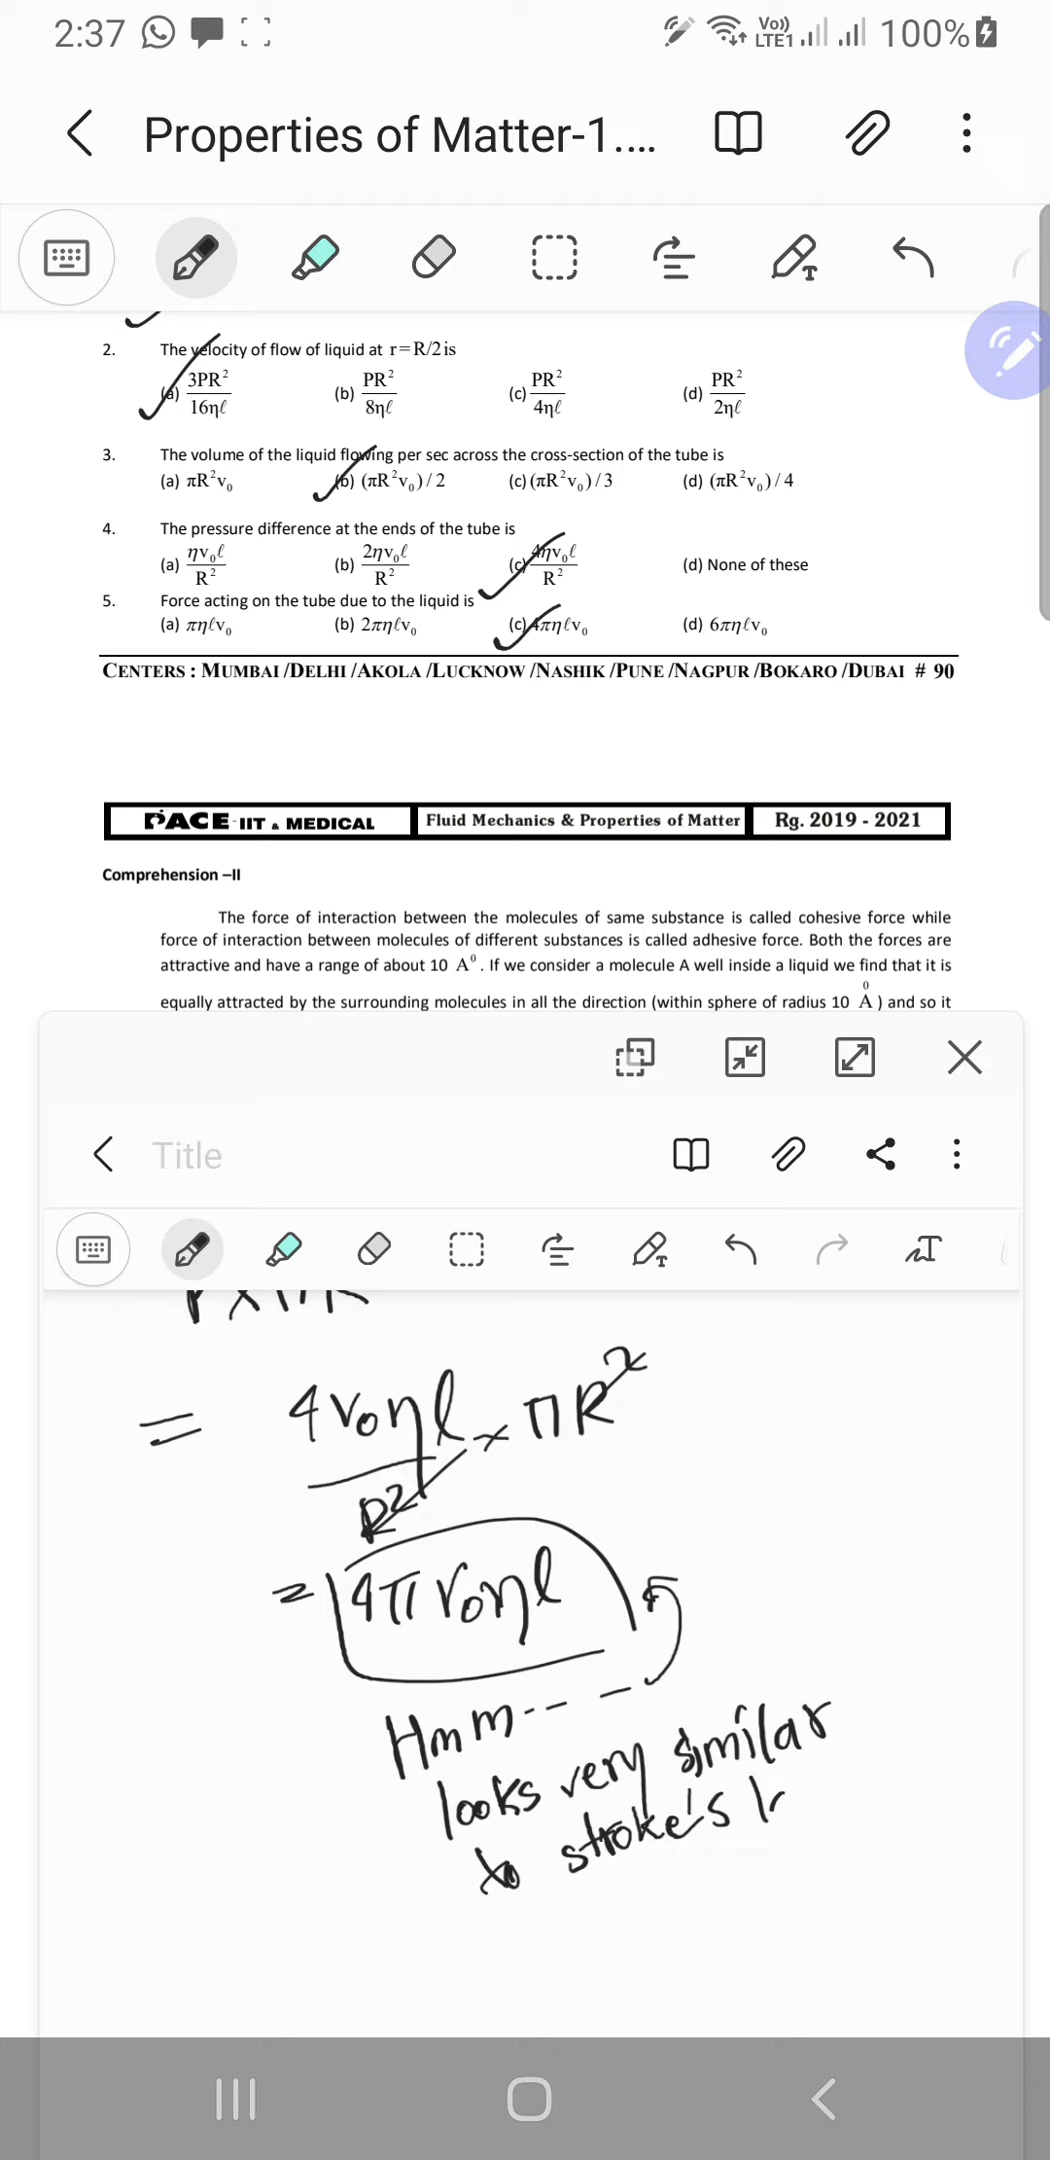 2:37 Vo)) LTE1 100%
Properties of Matter-1....
2. The velocity of flow of liquid at r=R/2 is
(a) 3PR²/16ηℓ (b) PR²/8ηℓ (c) PR²/4ηℓ (d) PR²/2ηℓ
3. The volume of the liquid flowing per sec across the cross-section of the tube is
(a) πR²v₀ (b) (πR²v₀)/2 (c) (πR²v₀)/3 (d) (πR²v₀)/4
4. The pressure difference at the ends of the tube is
(a) ηv₀ℓ/R² (b) 2ηv₀ℓ/R² (c) 4ηv₀ℓ/R² (d) None of these
5. Force acting on the tube due to the liquid is
(a) πηℓv₀ (b) 2πηℓv₀ (c) 4πηℓv₀ (d) 6πηℓv₀
CENTERS : MUMBAI /DELHI /AKOLA /LUCKNOW /NASHIK /PUNE /NAGPUR /BOKARO /DUBAI # 90
PACE IIT & MEDICAL Fluid Mechanics & Properties of Matter Rg. 2019 - 2021
Comprehension –II
The force of interaction between the molecules of same substance is called cohesive force while
force of interaction between molecules of different substances is called adhesive force. Both the forces are
attractive and have a range of about 10 A⁰. If we consider a molecule A well inside a liquid we find that it is
equally attracted by the surrounding molecules in all the direction (within sphere of radius 10 A⁰) and so it
Title
= 4v₀ηl/R² × πR²
= 4πv₀ηl
Hmm---
looks very similar
to stroke's